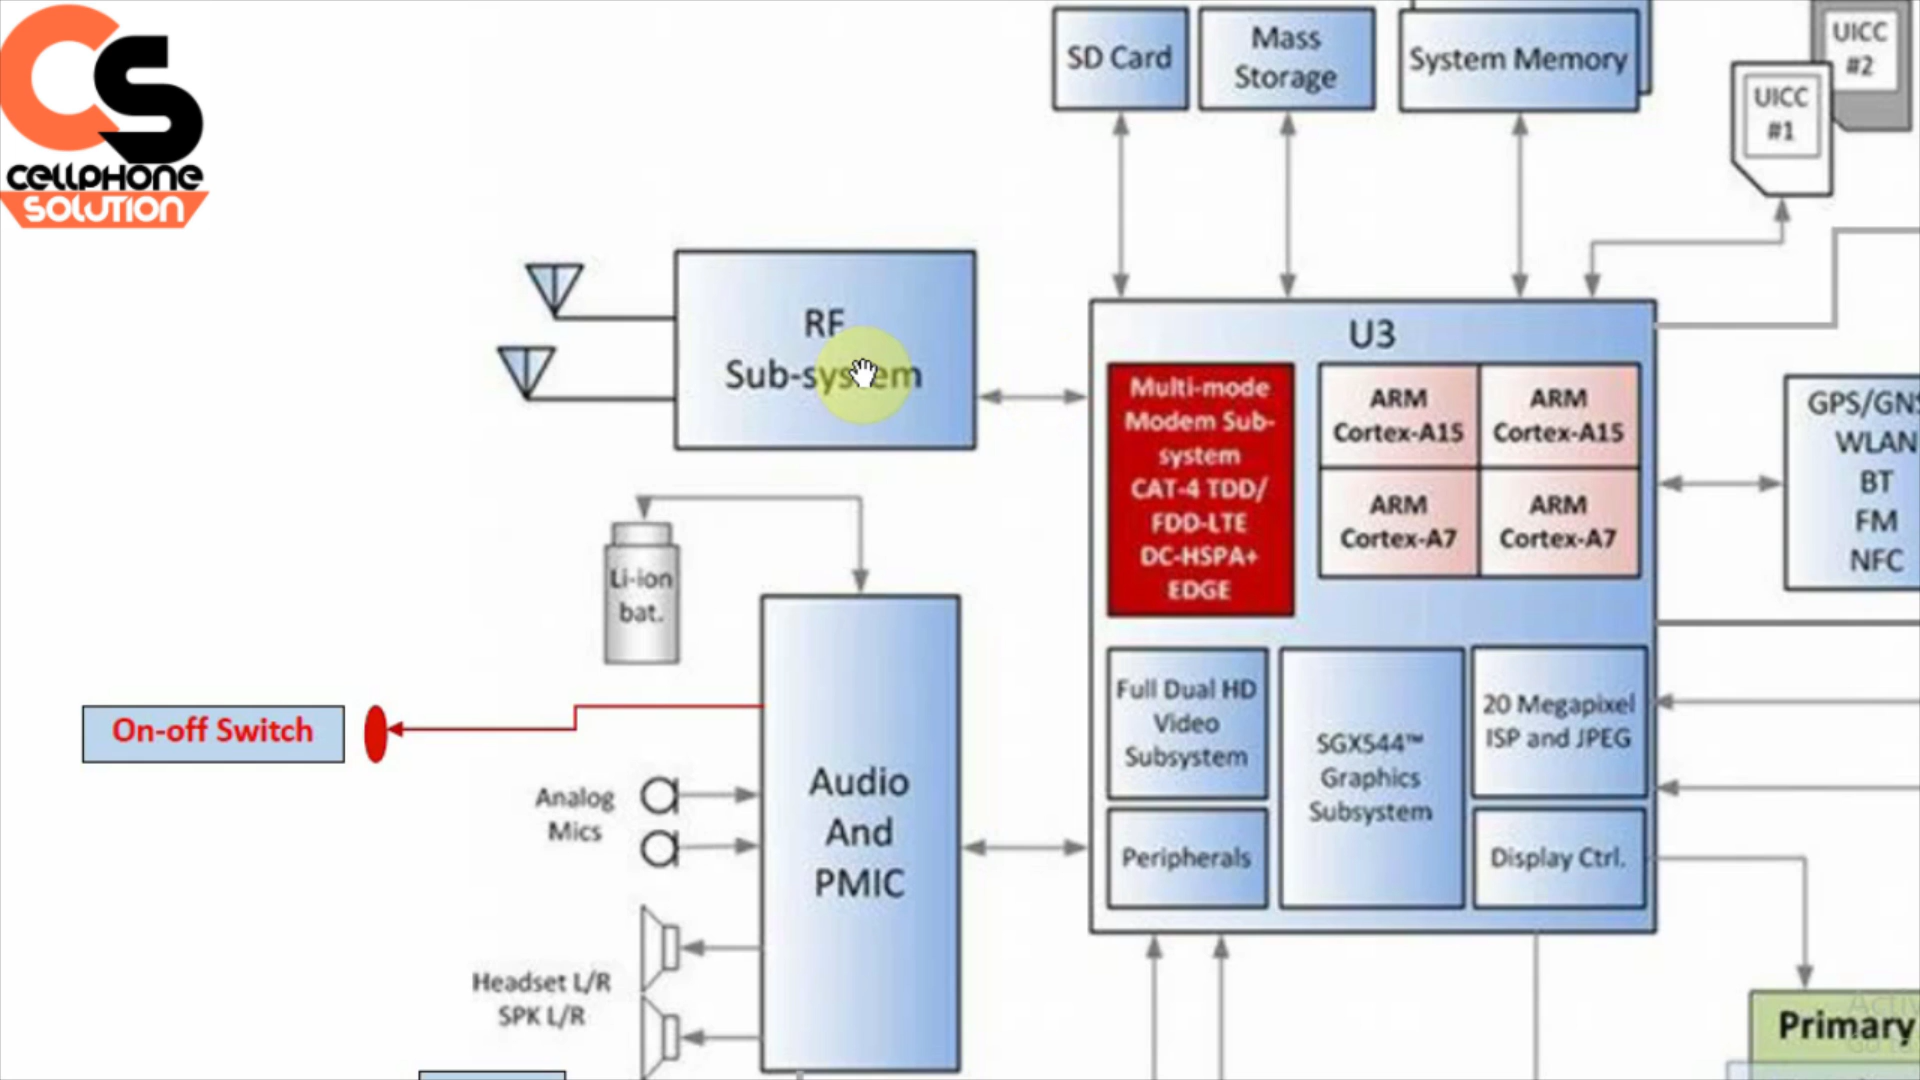 CS
CELLPHONE
SOLUTION
SD Card
Mass
Storage
System Memory
UICC
#2
UICC
#1
RF
Sub-system
U3
Multi-mode
Modem Sub-
system
CAT-4 TDD/
FDD-LTE
DC-HSPA+
EDGE
ARM
Cortex-A15
ARM
Cortex-A15
ARM
Cortex-A7
ARM
Cortex-A7
GPS/GNS
WLAN
BT
FM
NFC
Li-ion
bat.
On-off Switch
Analog
Mics
Audio
And
PMIC
Headset L/R
SPK L/R
Full Dual HD
Video
Subsystem
SGX544™
Graphics
Subsystem
20 Megapixel
ISP and JPEG
Peripherals
Display Ctrl.
Primary